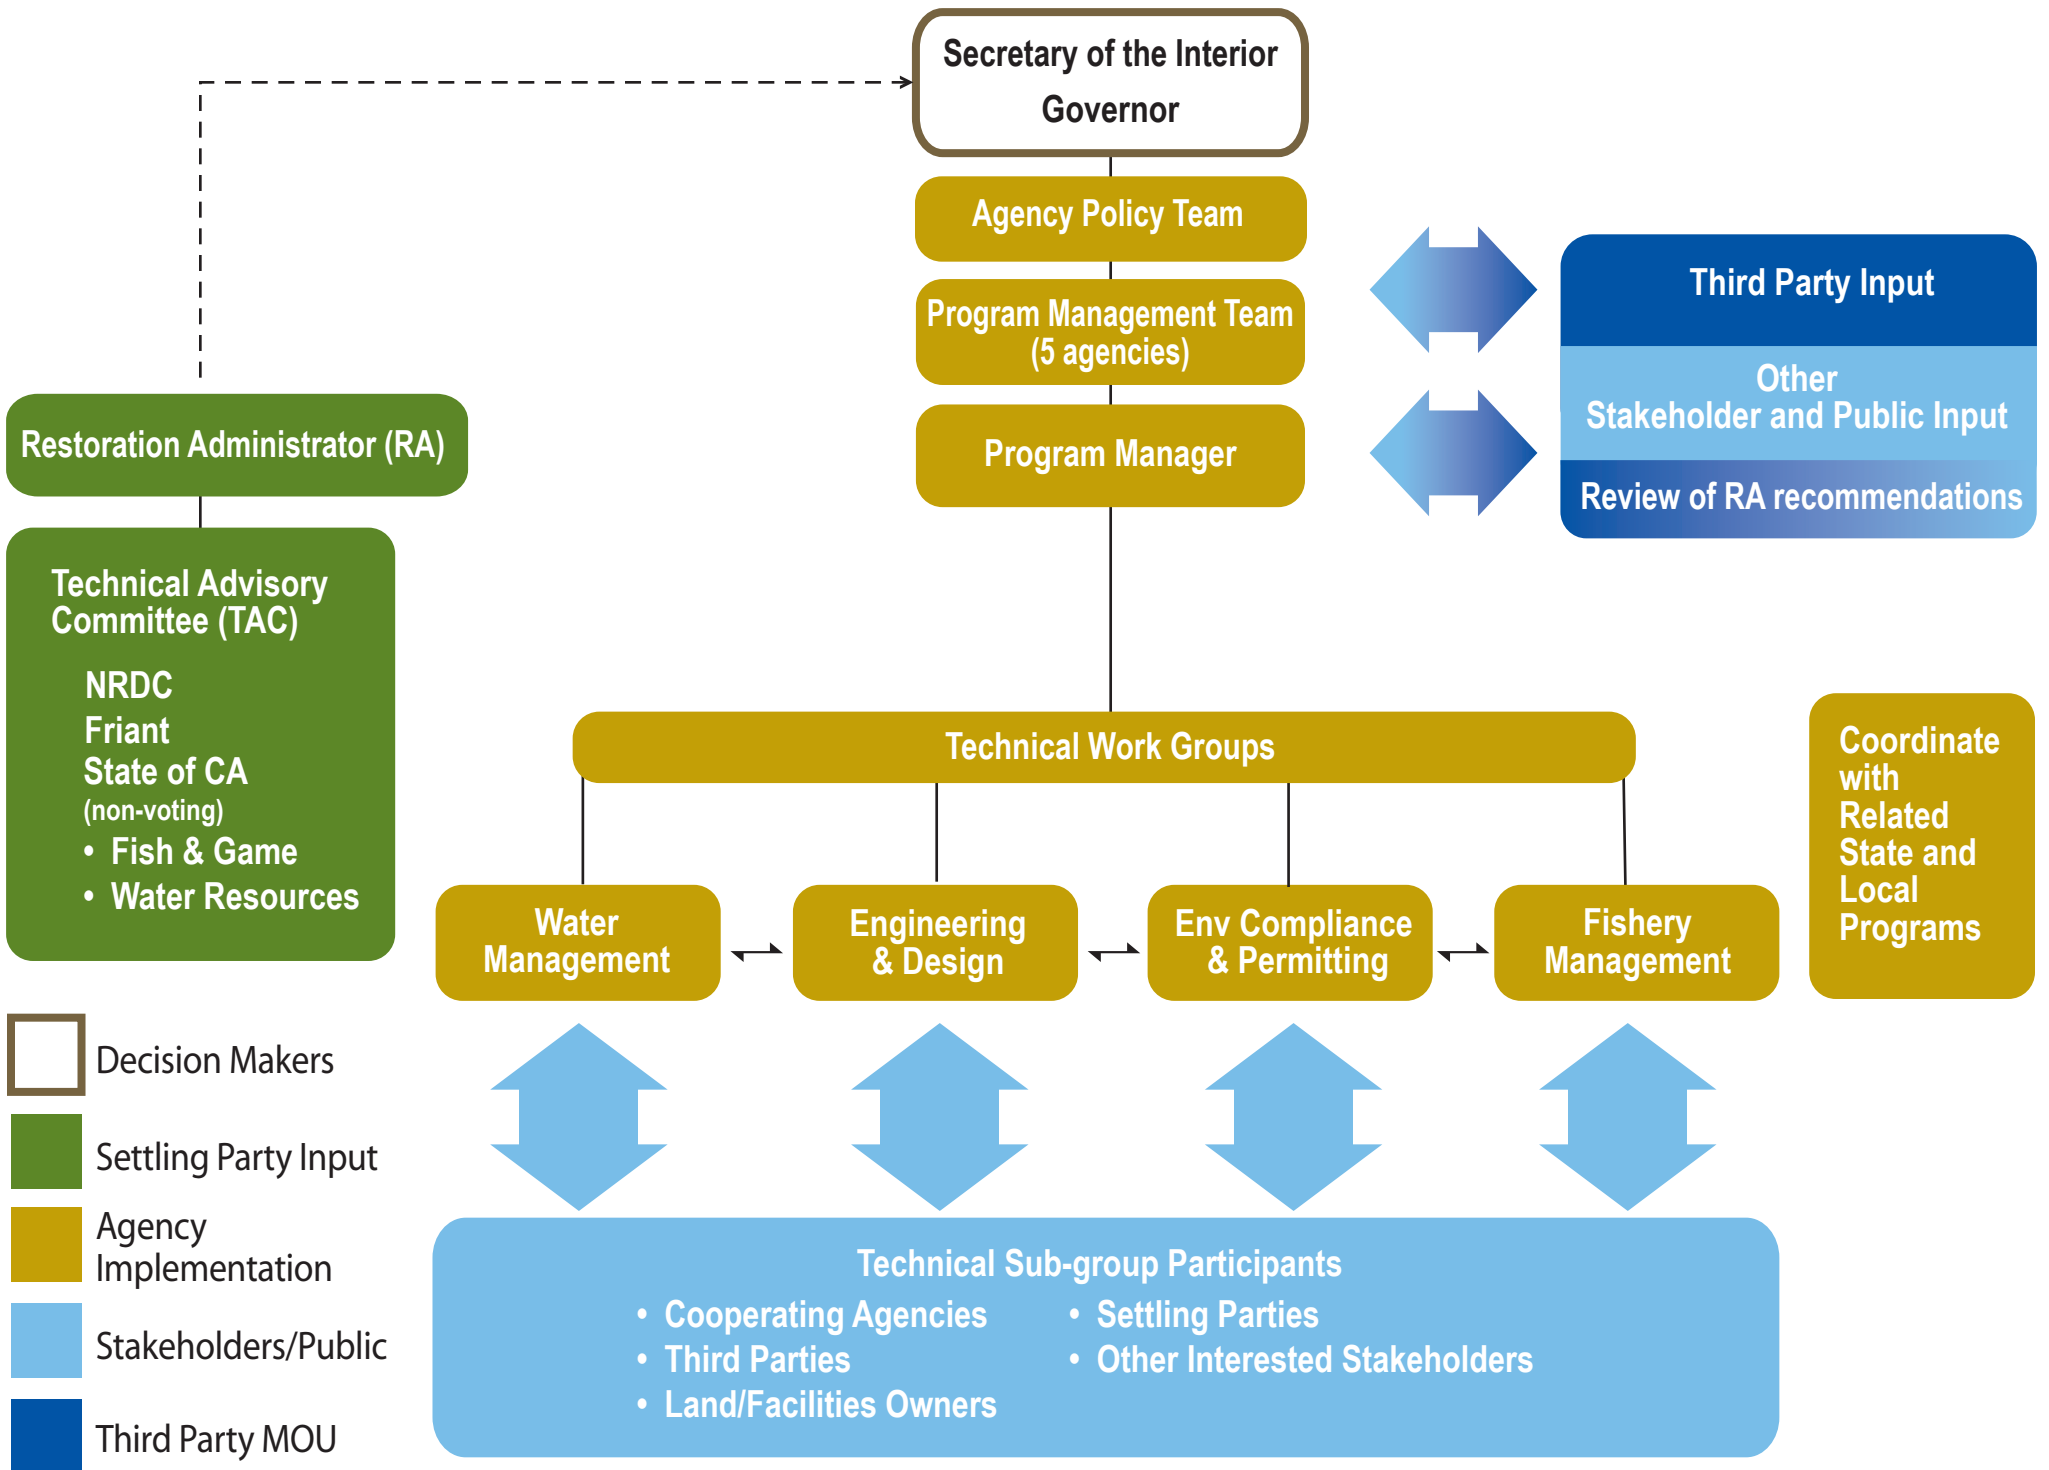 Secretary of the Interior
Governor
Agency Policy Team
Program Management Team
(5 agencies)
Program Manager
Third Party Input
Other
Stakeholder and Public Input
Review of RA recommendations
Restoration Administrator (RA)
Technical Advisory
Committee (TAC)
NRDC
Friant
State of CA
(non-voting)
• Fish & Game
• Water Resources
Technical Work Groups
Water
Management
Engineering
& Design
Env Compliance
& Permitting
Fishery
Management
Coordinate
with
Related
State and
Local
Programs
Technical Sub-group Participants
• Cooperating Agencies
• Third Parties
• Land/Facilities Owners
• Settling Parties
• Other Interested Stakeholders
Decision Makers
Settling Party Input
Agency
Implementation
Stakeholders/Public
Third Party MOU